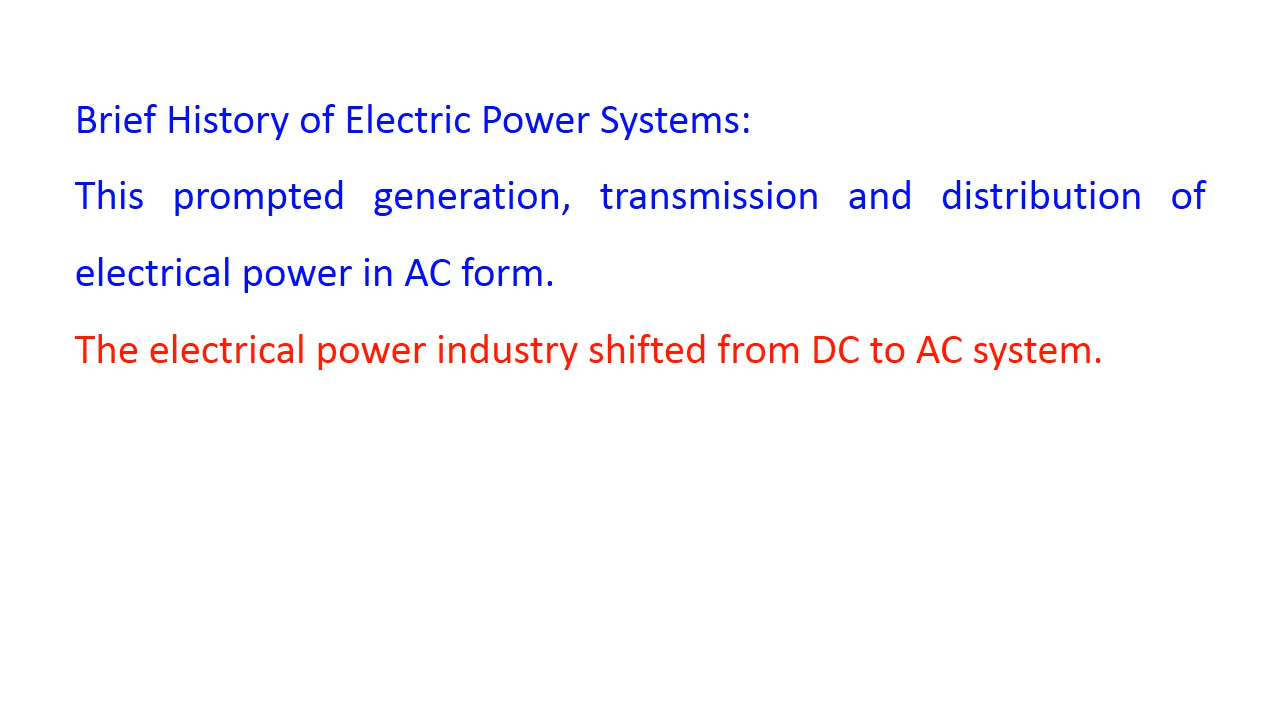 Brief History of Electric Power Systems:
This prompted generation, transmission and distribution of
electrical power in AC form.
The electrical power industry shifted from DC to AC system.